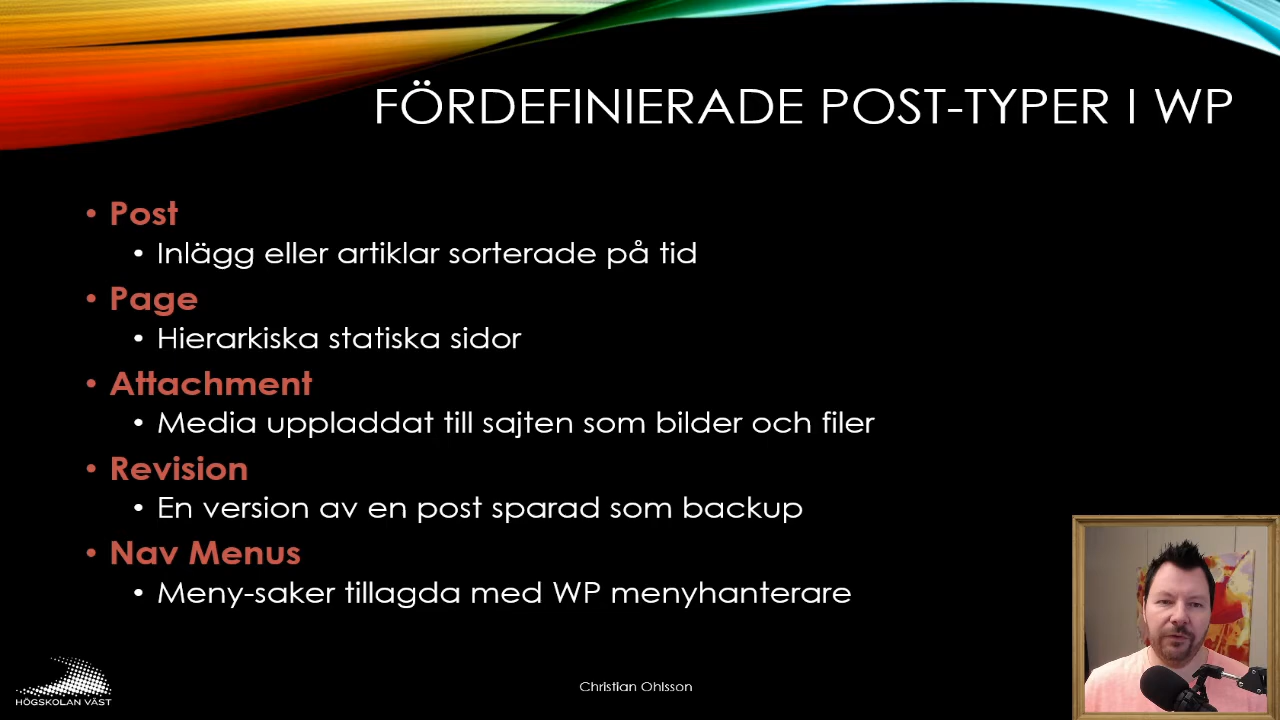 FÖRDEFINIERADE POST-TYPER I WP
• Post
• Inlägg eller artiklar sorterade på tid
• Page
• Hierarkiska statiska sidor
• Attachment
• Media uppladdat till sajten som bilder och filer
• Revision
• En version av en post sparad som backup
• Nav Menus
• Meny-saker tillagda med WP menyhanterare
HÖGSKOLAN VÄST
Christian Ohlsson